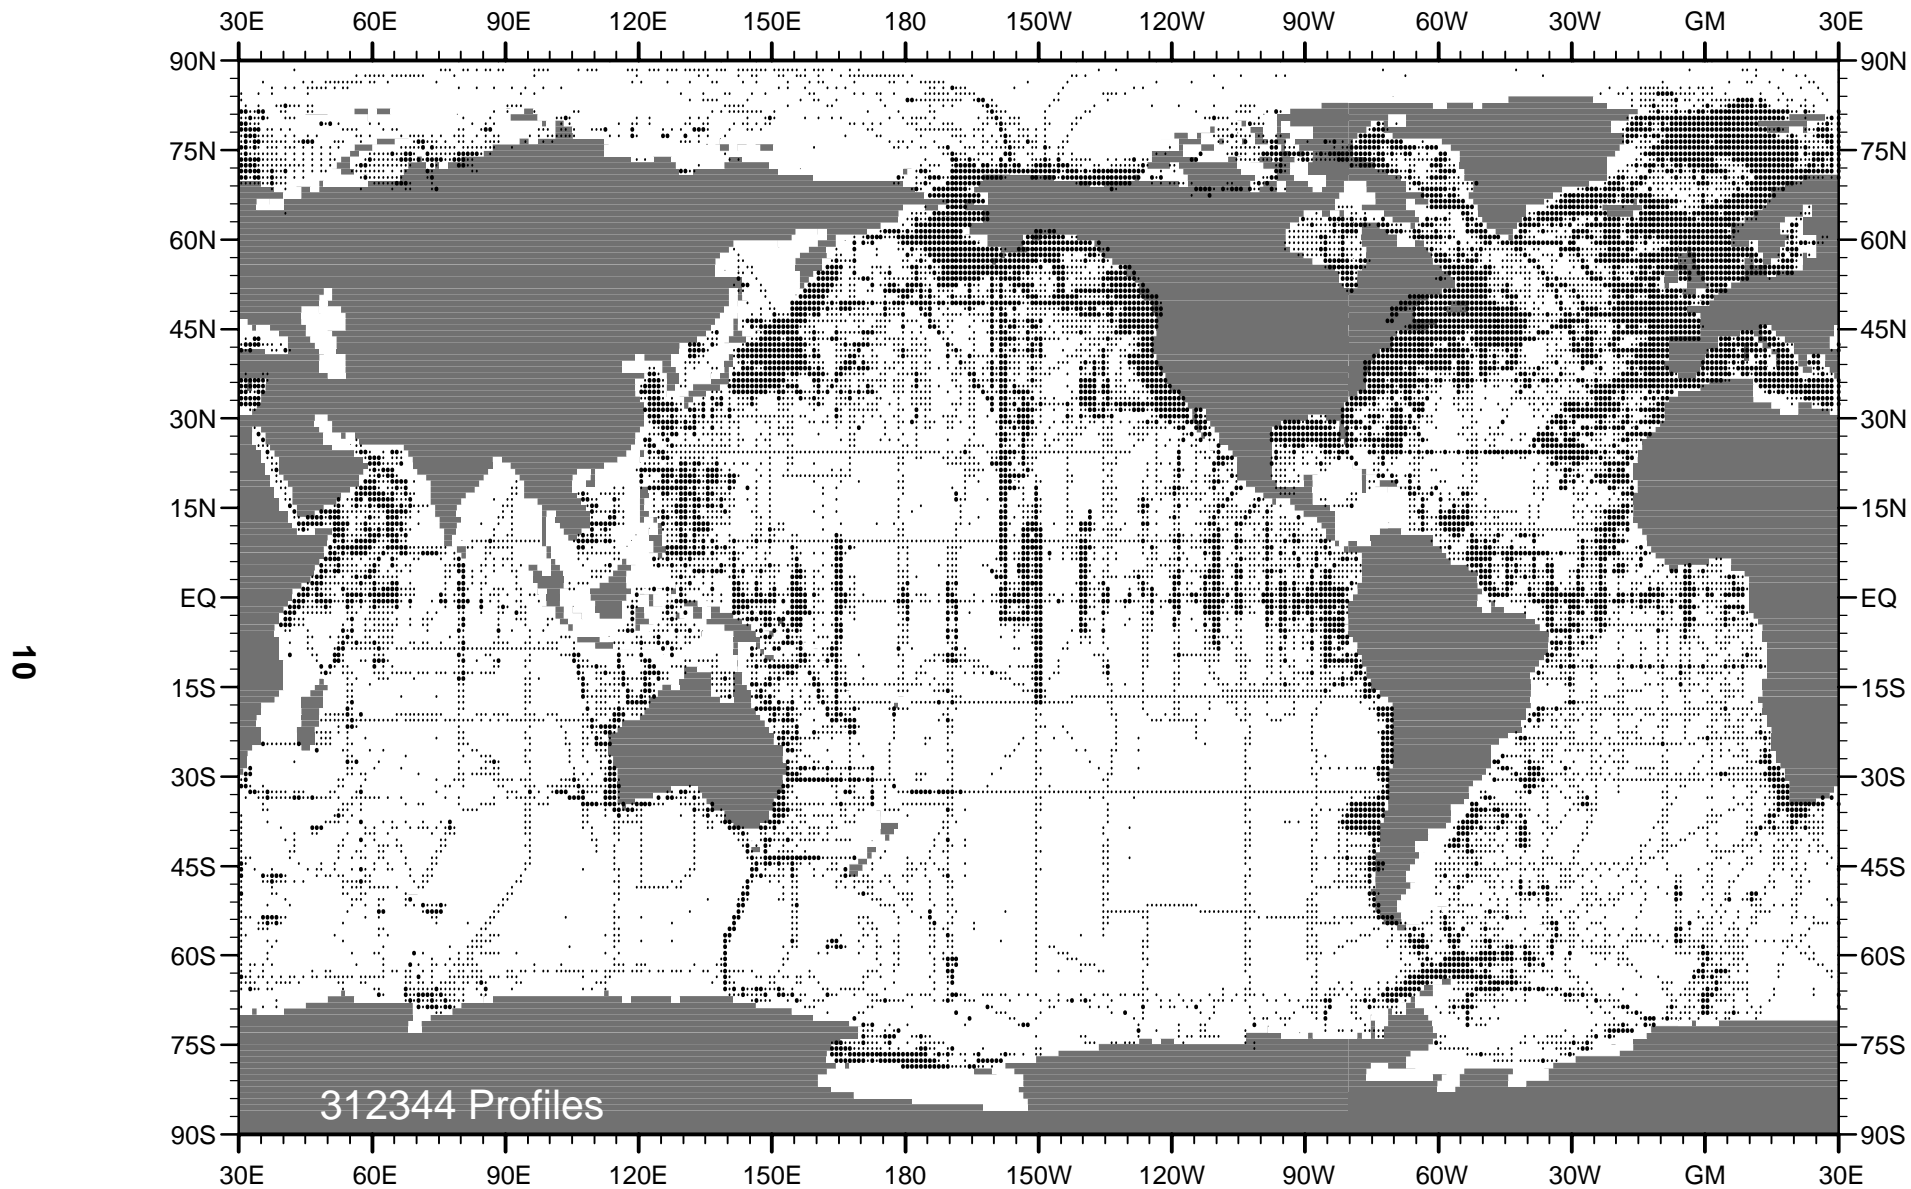 30E 60E 90E 120E 150E 180 150W 120W 90W 60W 30W GM 30E
90N 90N
75N 75N
60N 60N
45N 45N
30N 30N
15N 15N
EQ EQ
10
15S 15S
30S 30S
45S 45S
60S 60S
75S 75S
312344 Profiles
90S 90S
30E 60E 90E 120E 150E 180 150W 120W 90W 60W 30W GM 30E